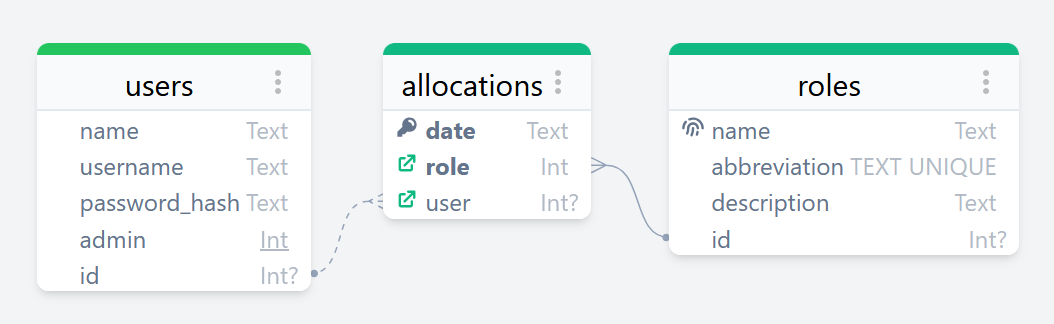 users
name Text
username Text
password_hash Text
admin Int
id Int?
allocations
date Text
role Int
user Int?
roles
name Text
abbreviation TEXT UNIQUE
description Text
id Int?